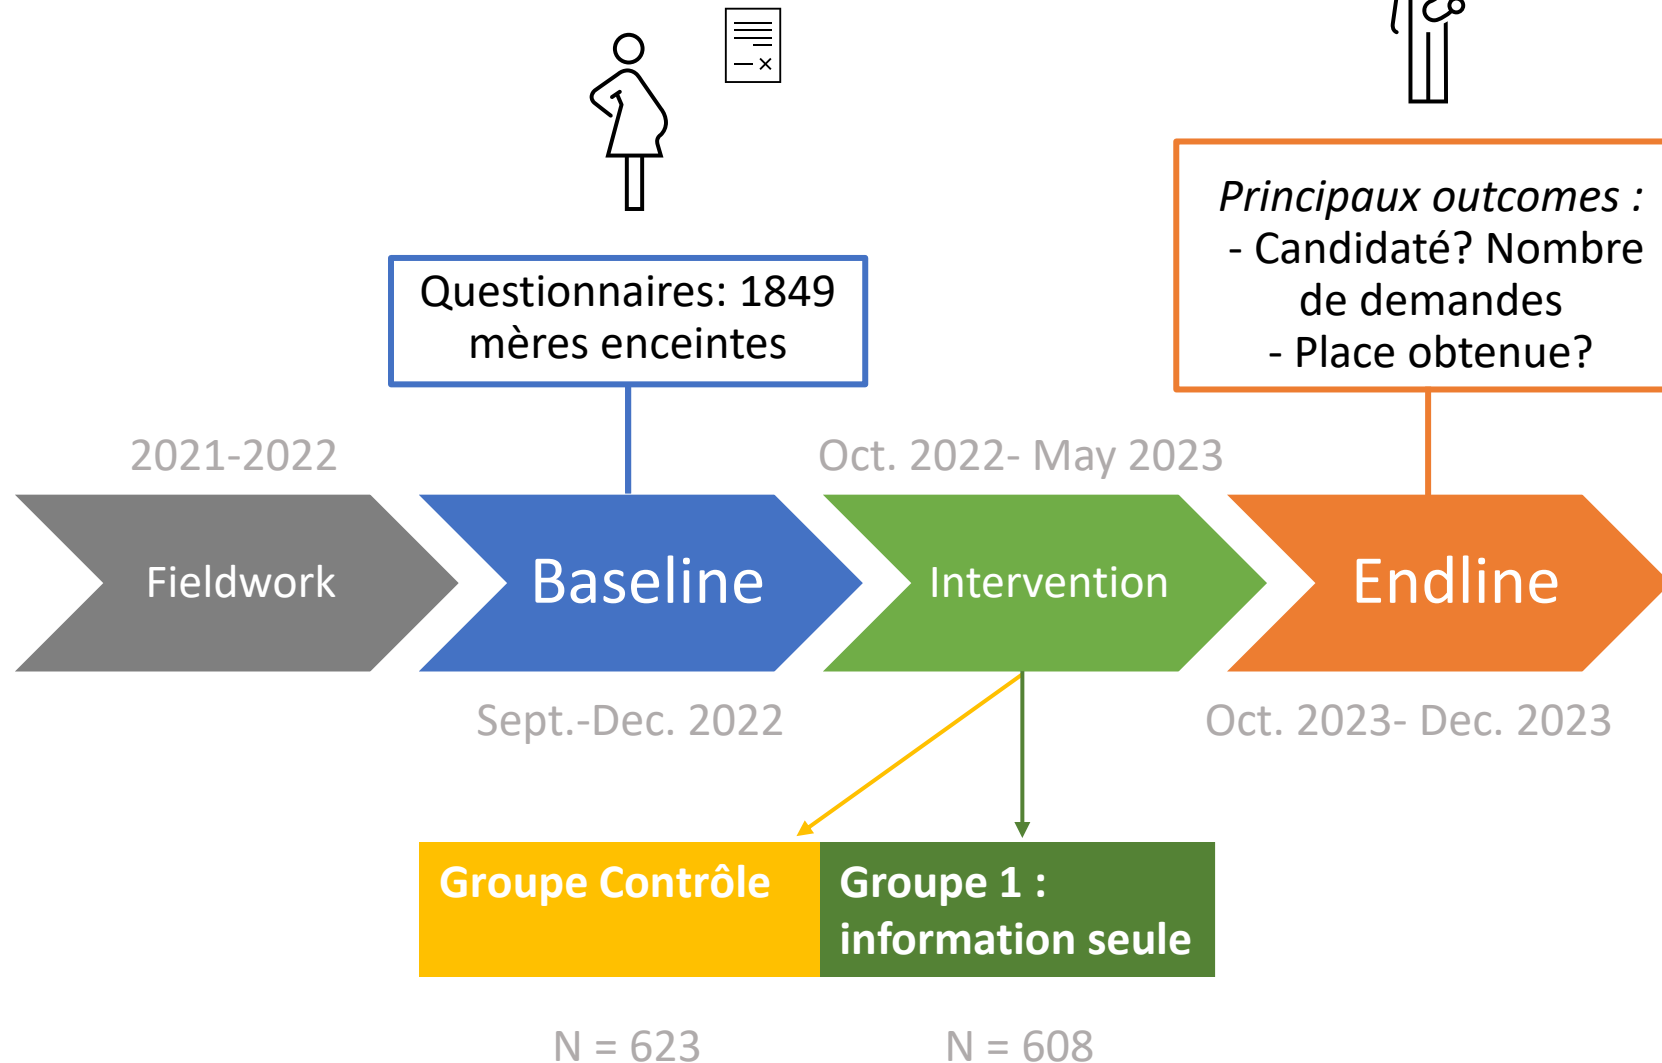 Questionnaires: 1849
mères enceintes
Principaux outcomes :
- Candidaté? Nombre
de demandes
- Place obtenue?
2021-2022
Oct. 2022- May 2023
Fieldwork
Baseline
Intervention
Endline
Sept.-Dec. 2022
Oct. 2023- Dec. 2023
Groupe Contrôle
Groupe 1 :
information seule
N = 623
N = 608